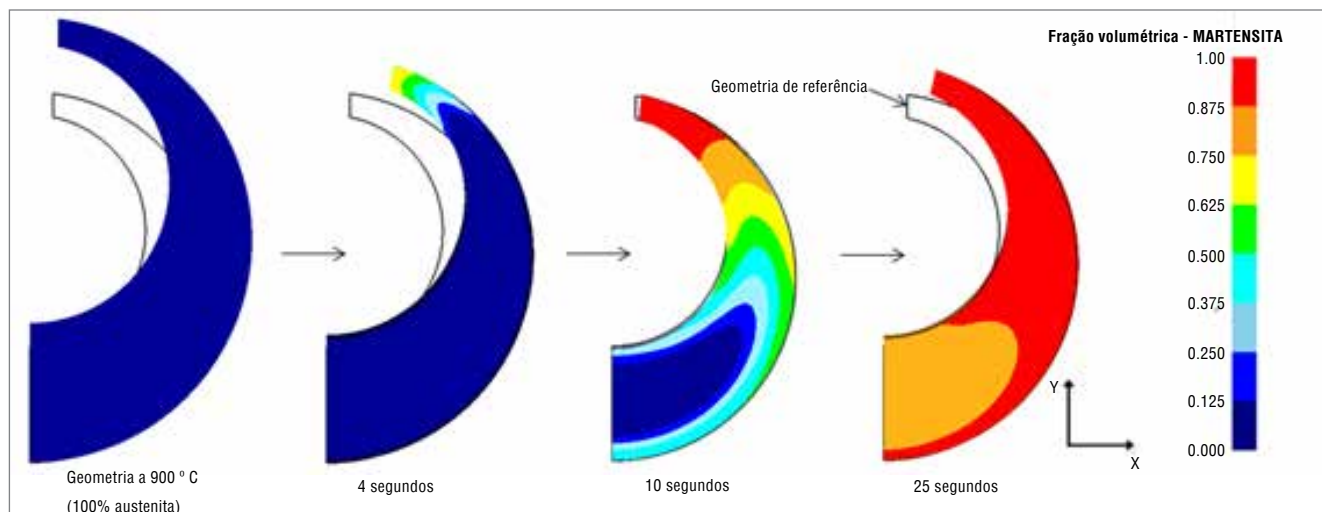 Fração volumétrica - MARTENSITA
1.00
0.875
0.750
0.625
0.500
0.375
0.250
0.125
0.000
Geometria de referência
Y
X
Geometria a 900 º C
(100% austenita)
4 segundos
10 segundos
25 segundos